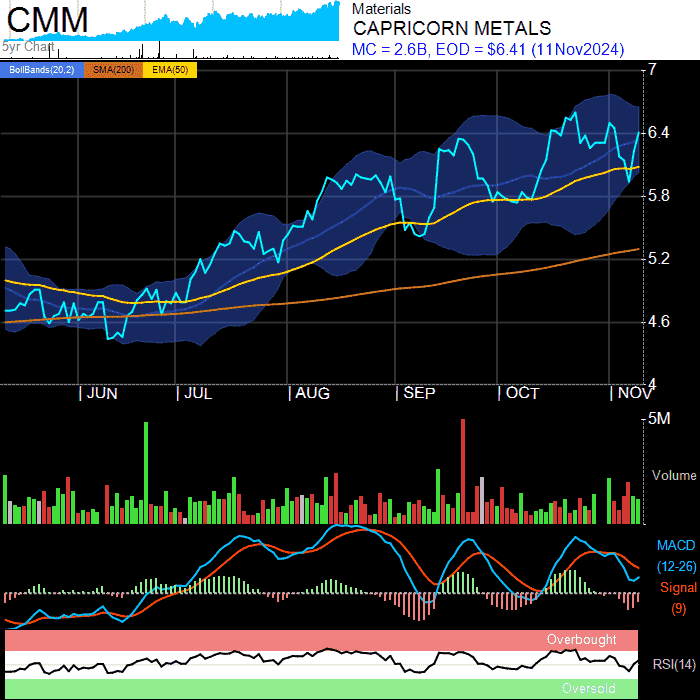 CMM
5yr Chart
Materials
CAPRICORN METALS
MC = 2.6B, EOD = $6.41 (11Nov2024)
BollBands(20,2) SMA(200) EMA(50)
7
6.4
5.8
5.2
4.6
4
| JUN | JUL | AUG | SEP | OCT | NOV
5M
Volume
MACD
(12-26)
Signal
(9)
Overbought
RSI(14)
Oversold